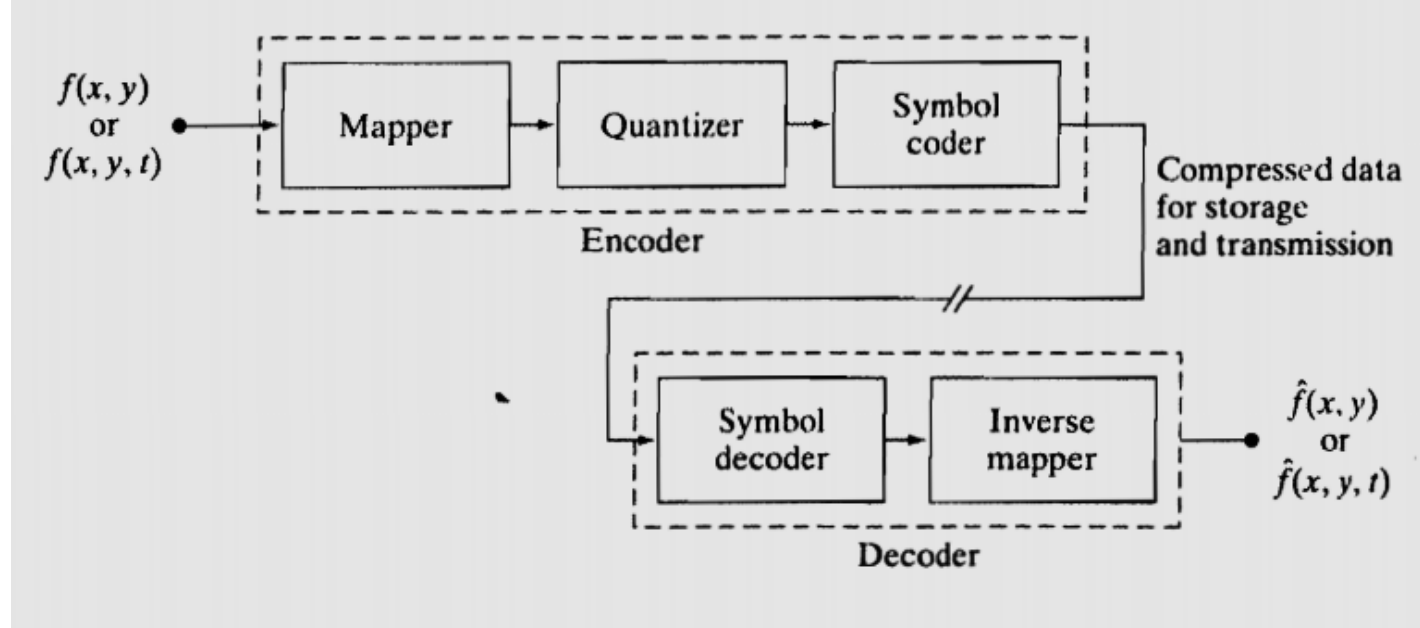 f(x, y)
or
f(x, y, t)
Mapper
Quantizer
Symbol
coder
Encoder
Compressed data
for storage
and transmission
Symbol
decoder
Inverse
mapper
Decoder
f̂(x, y)
or
f̂(x, y, t)